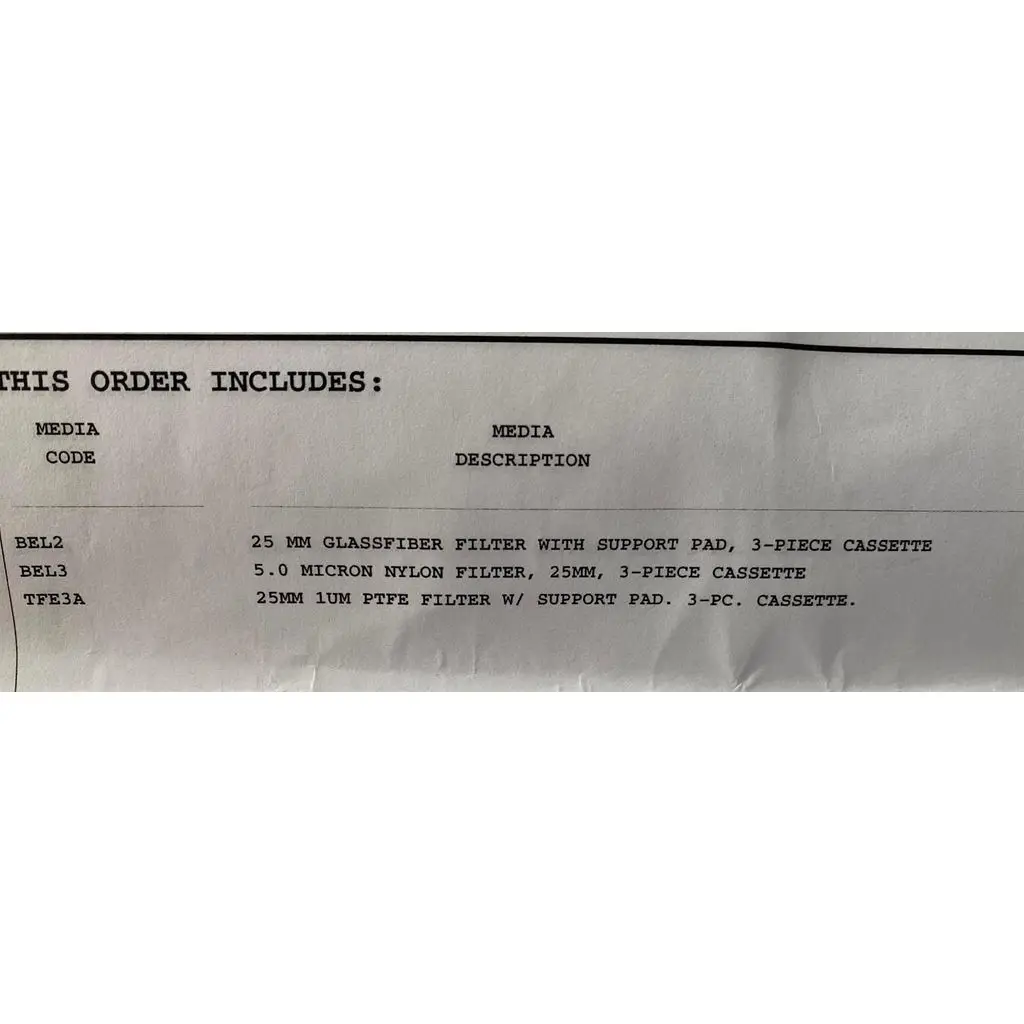 THIS ORDER INCLUDES:
MEDIA CODE
MEDIA DESCRIPTION
BEL2 25 MM GLASSFIBER FILTER WITH SUPPORT PAD, 3-PIECE CASSETTE
BEL3 5.0 MICRON NYLON FILTER, 25MM, 3-PIECE CASSETTE
TFE3A 25MM 1UM PTFE FILTER W/ SUPPORT PAD. 3-PC. CASSETTE.